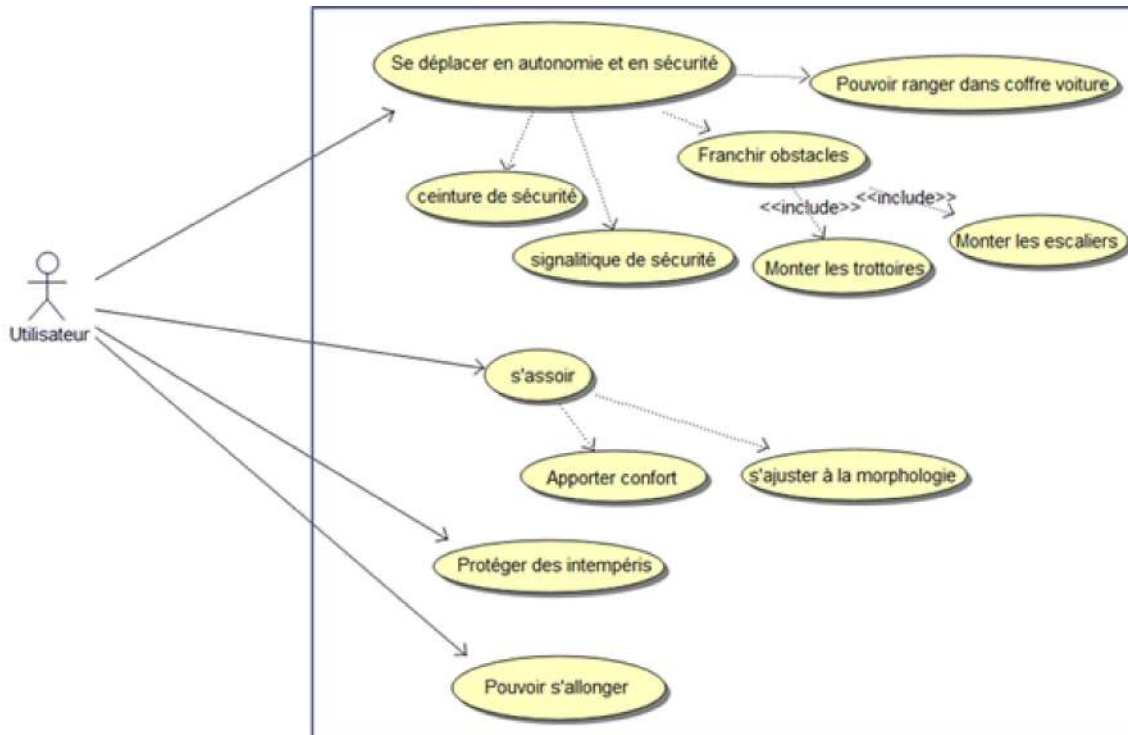 Se déplacer en autonomie et en sécurité
Pouvoir ranger dans coffre voiture
Franchir obstacles
ceinture de sécurité
<<include>>
<<include>>
signalitique de sécurité
Monter les trottoires
Monter les escaliers
Utilisateur
s'assoir
Apporter confort
s'ajuster à la morphologie
Protéger des intempéris
Pouvoir s'allonger